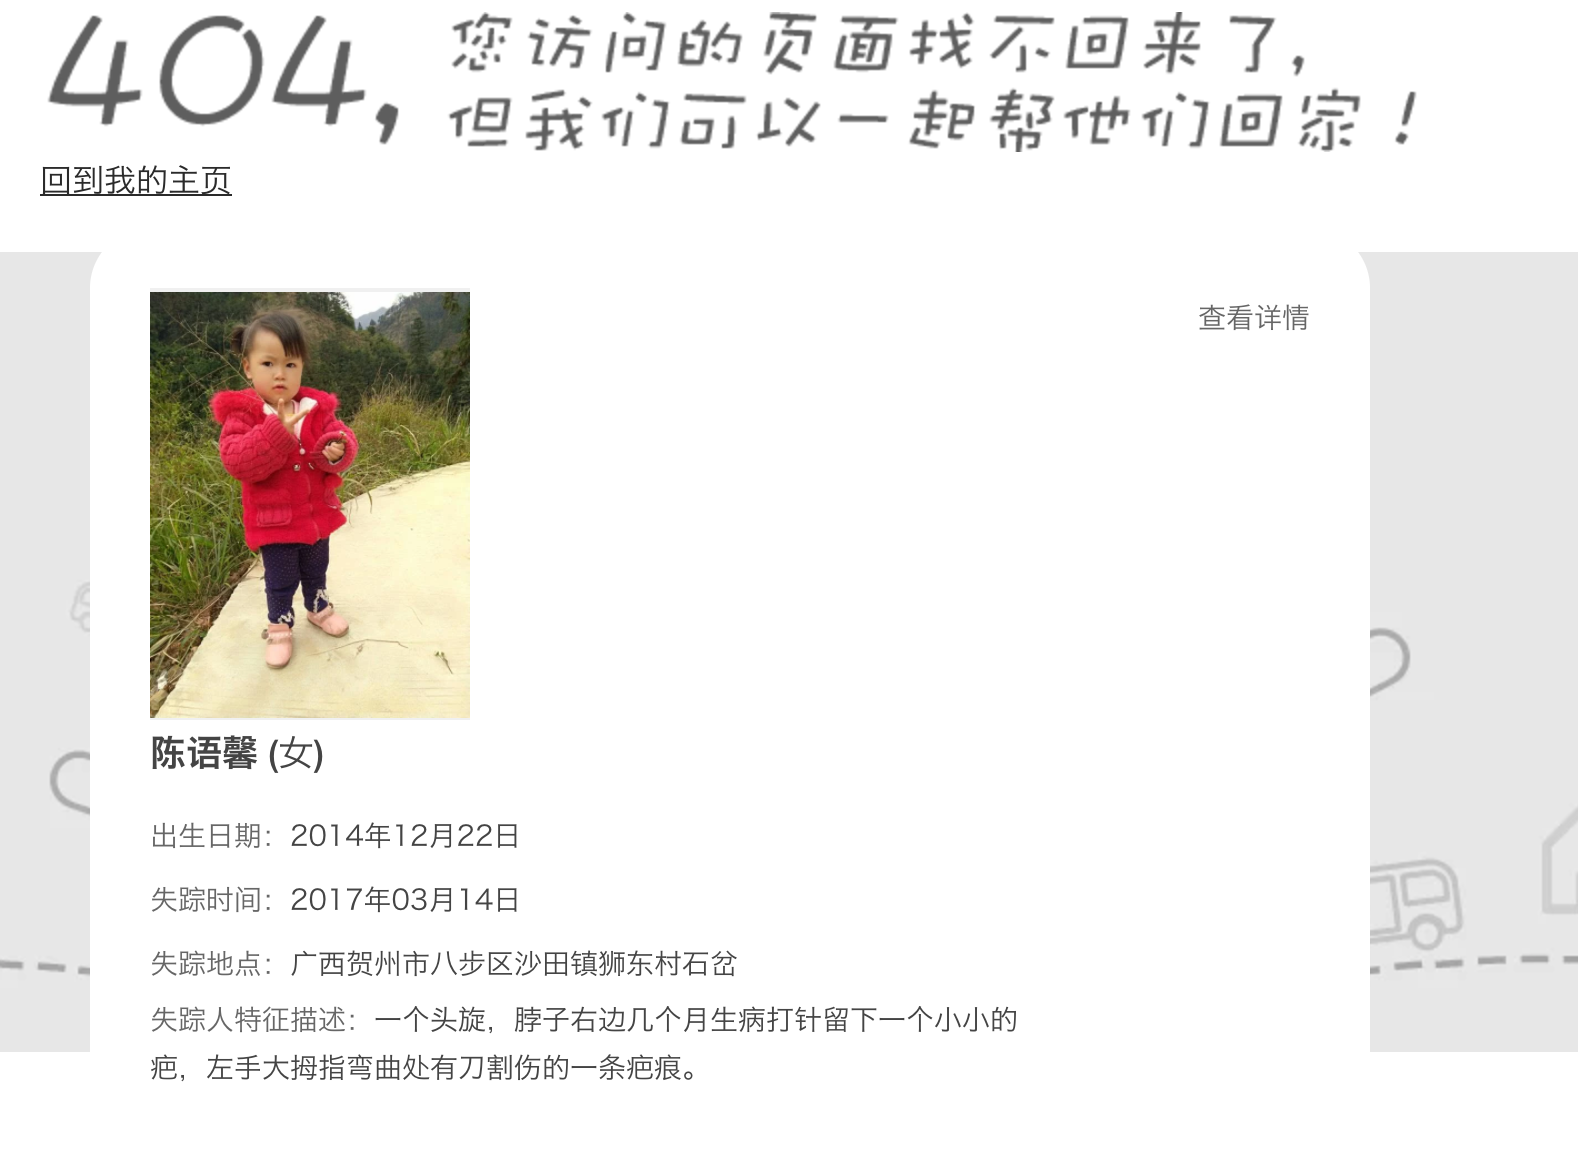 404,
您访问的页面找不回来了，
但我们可以一起帮他们回家！
回到我的主页
查看详情
陈语馨 (女)
出生日期：2014年12月22日
失踪时间：2017年03月14日
失踪地点：广西贺州市八步区沙田镇狮东村石岔
失踪人特征描述：一个头旋，脖子右边几个月生病打针留下一个小小的
疤，左手大拇指弯曲处有刀割伤的一条疤痕。